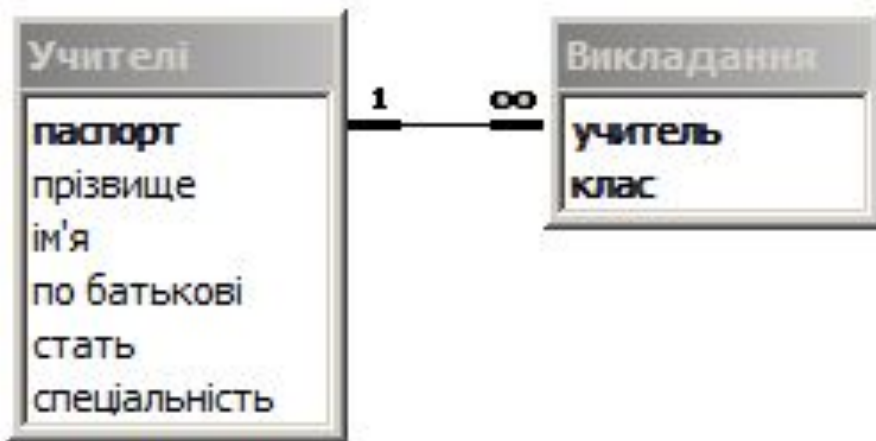 Учителі
паспорт
прізвище
ім'я
по батькові
стать
спеціальність
1 ∞
Викладання
учитель
клас